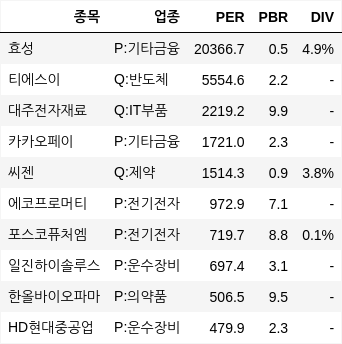 종목 업종 PER PBR DIV
효성 P:기타금융 20366.7 0.5 4.9%
티에스이 Q:반도체 5554.6 2.2 -
대주전자재료 Q:IT부품 2219.2 9.9 -
카카오페이 P:기타금융 1721.0 2.3 -
씨젠 Q:제약 1514.3 0.9 3.8%
에코프로머티 P:전기전자 972.9 7.1 -
포스코퓨처엠 P:전기전자 719.7 8.8 0.1%
일진하이솔루스 P:운수장비 697.4 3.1 -
한올바이오파마 P:의약품 506.5 9.5 -
HD현대중공업 P:운수장비 479.9 2.3 -